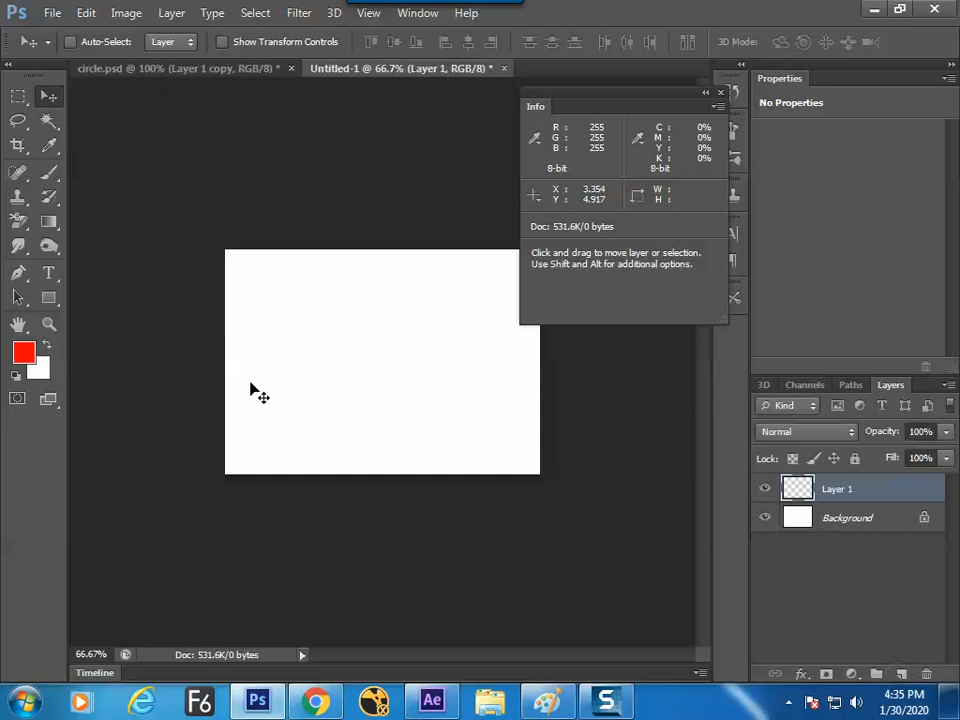 Ps File Edit Image Layer Type Select Filter 3D View Window Help
Auto-Select: Layer Show Transform Controls 3D Mode:
circle.psd @ 100% (Layer 1 copy, RGB/8) * × Untitled-1 @ 66.7% (Layer 1, RGB/8) * ×
Properties
No Properties
Info
R : 255 C : 0%
G : 255 M : 0%
B : 255 Y : 0%
K : 0%
8-bit 8-bit
X : 3.354 W :
Y : 4.917 H :
Doc: 531.6K/0 bytes
Click and drag to move layer or selection.
Use Shift and Alt for additional options.
3D Channels Paths Layers
Kind
Normal Opacity: 100%
Lock: Fill: 100%
Layer 1
Background
66.67% Doc: 531.6K/0 bytes
Timeline
F6 Ps Ae S
4:35 PM
1/30/2020